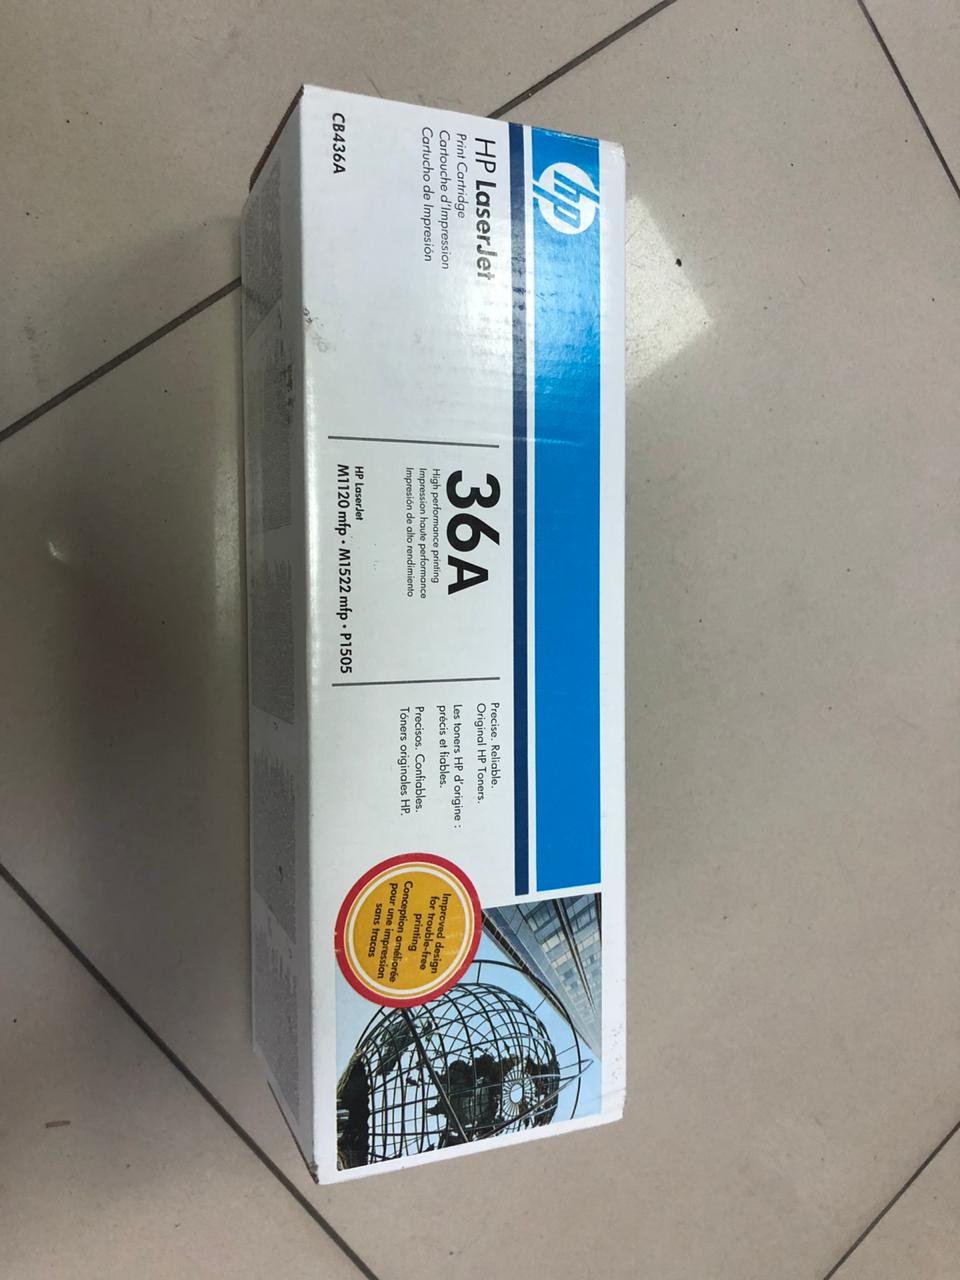 hp
HP LaserJet
Print Cartridge
Cartouche d'Impression
Cartucho de Impresión
CB436A
36A
High performance printing
Impression haute performance
Impresión de alto rendimiento
HP LaserJet
M1120 mfp • M1522 mfp • P1505
Precise. Reliable.
Original HP Toners.
Les toners HP d'origine :
précis et fiables.
Precisos. Confiables.
Tóners originales HP.
Improved design
for trouble-free
printing
Conception améliorée
pour une impression
sans tracas